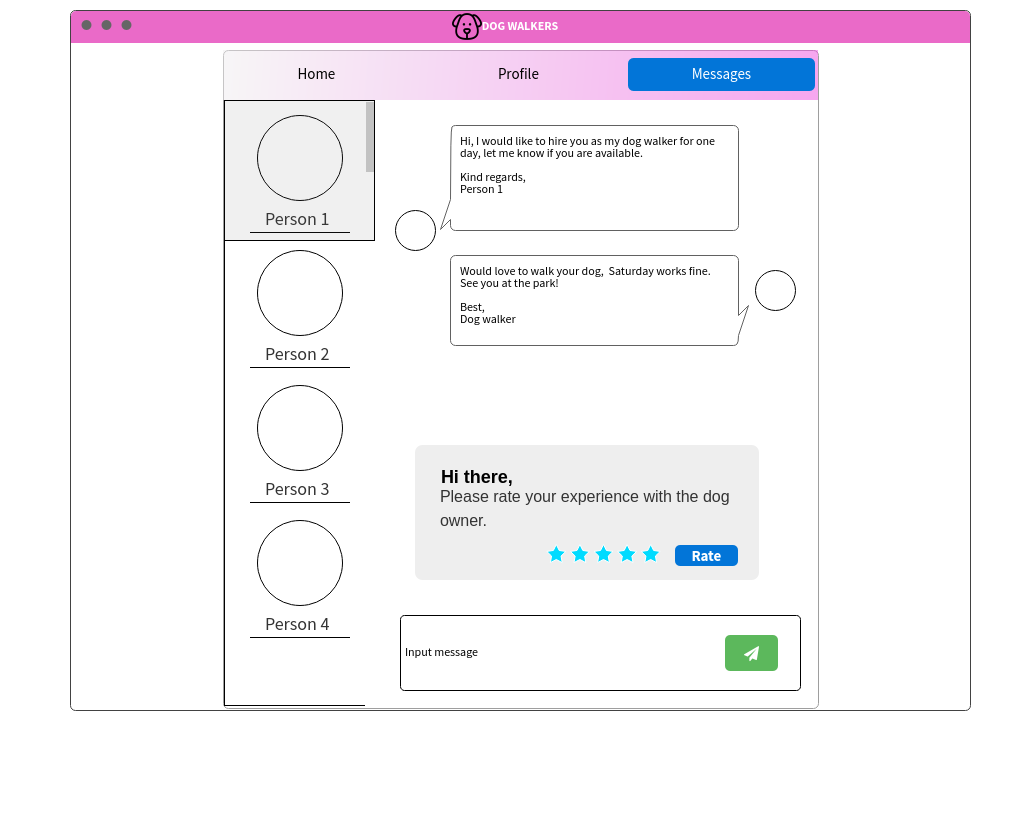 DOG WALKERS
Home
Profile
Messages
Person 1
Person 2
Person 3
Person 4
Hi, I would like to hire you as my dog walker for one
day, let me know if you are available.
Kind regards,
Person 1
Would love to walk your dog,  Saturday works fine.
See you at the park!
Best,
Dog walker
Hi there,
Please rate your experience with the dog
owner.
Rate
Input message